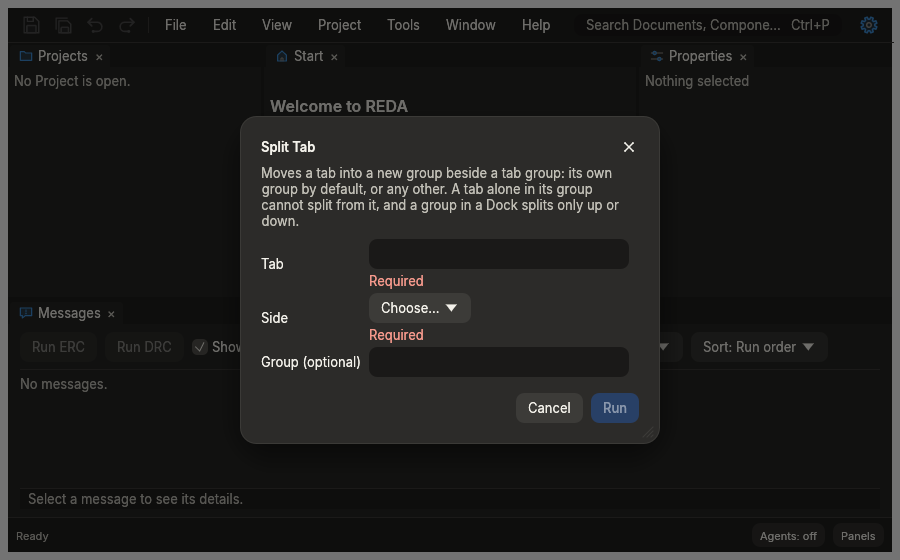 File Edit View Project Tools Window Help Search Documents, Compone... Ctrl+P
Projects × Start × Properties ×
No Project is open.
Nothing selected
Welcome to REDA
Split Tab
Moves a tab into a new group beside a tab group: its own
group by default, or any other. A tab alone in its group
cannot split from it, and a group in a Dock splits only up or
down.
Tab
Required
Side Choose...
Required
Group (optional)
Cancel Run
Messages ×
Run ERC Run DRC Show Sort: Run order
No messages.
Select a message to see its details.
Ready Agents: off Panels